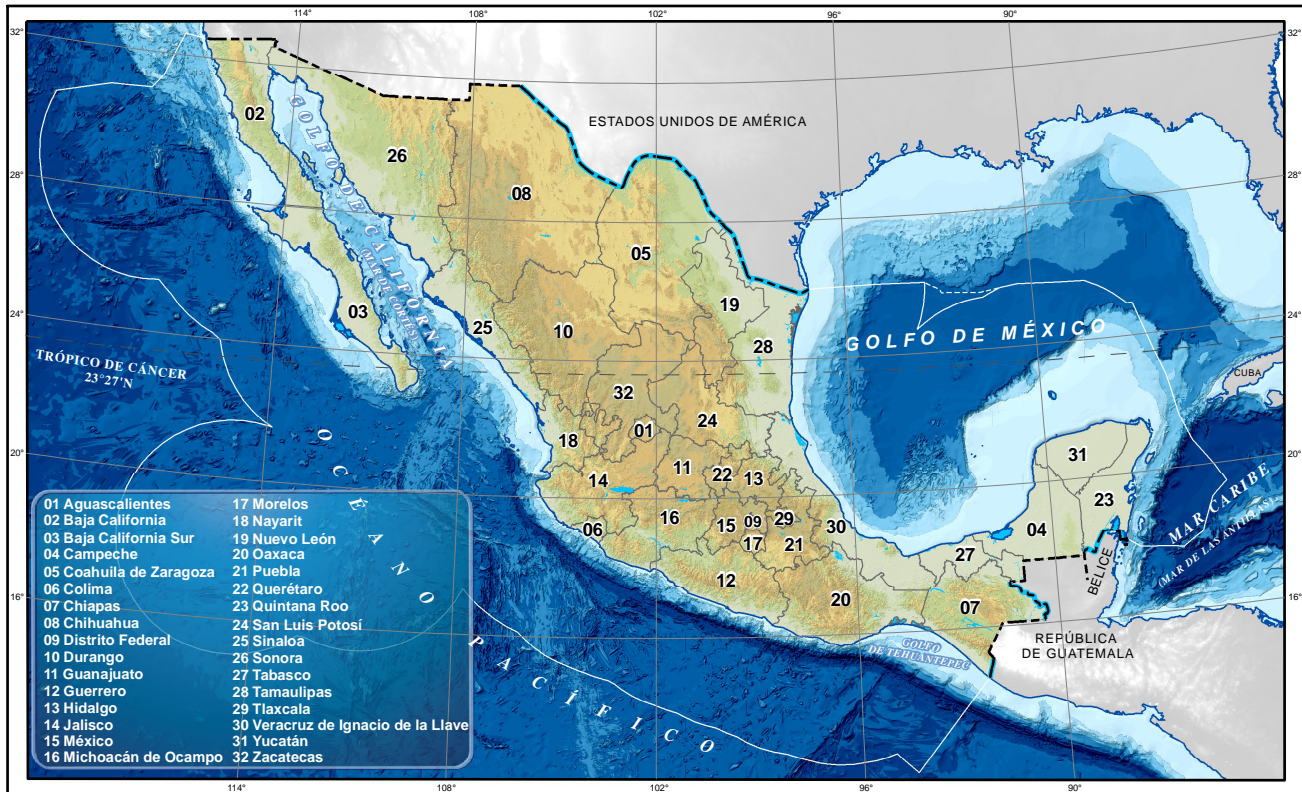 114°
108°
102°
96°
90°
32°
32°
28°
28°
24°
24°
20°
20°
16°
16°
ESTADOS UNIDOS DE AMÉRICA
02
26
08
05
03
25
10
19
28
32
24
01
18
14
11
22
13
06
16
15
09
29
30
17
21
12
20
07
27
04
31
23
GOLFO DE CALIFORNIA
MAR DE CORTÉS
GOLFO DE MÉXICO
TRÓPICO DE CÁNCER
23°27'N
CUBA
MAR CARIBE
(MAR DE LAS ANTILLAS)
BELICE
REPÚBLICA
DE GUATEMALA
GOLFO
DE TEHUANTEPEC
OCÉANO PACÍFICO
01 Aguascalientes
02 Baja California
03 Baja California Sur
04 Campeche
05 Coahuila de Zaragoza
06 Colima
07 Chiapas
08 Chihuahua
09 Distrito Federal
10 Durango
11 Guanajuato
12 Guerrero
13 Hidalgo
14 Jalisco
15 México
16 Michoacán de Ocampo
17 Morelos
18 Nayarit
19 Nuevo León
20 Oaxaca
21 Puebla
22 Querétaro
23 Quintana Roo
24 San Luis Potosí
25 Sinaloa
26 Sonora
27 Tabasco
28 Tamaulipas
29 Tlaxcala
30 Veracruz de Ignacio de la Llave
31 Yucatán
32 Zacatecas
114°
108°
102°
96°
90°